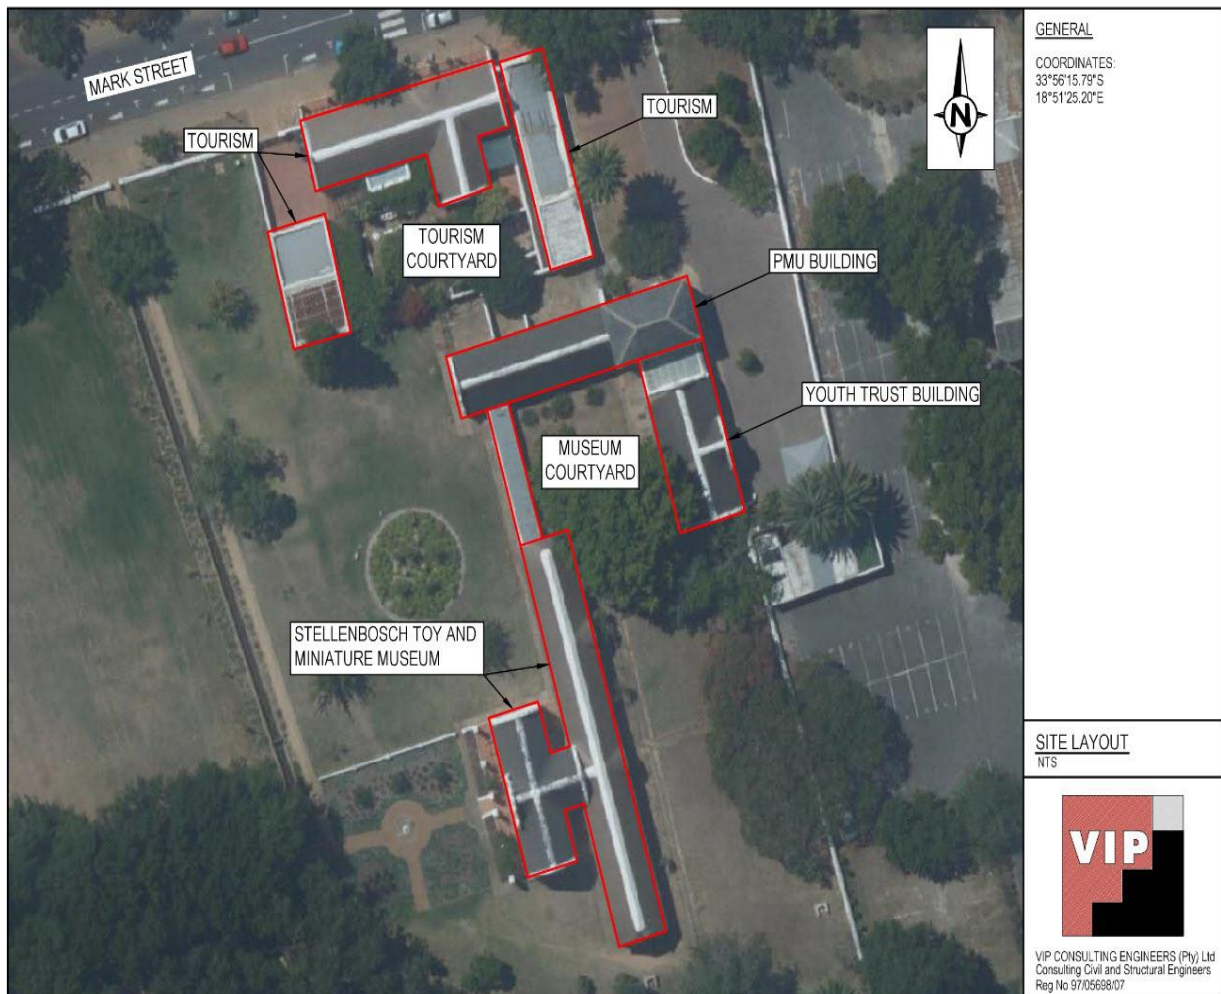 MARK STREET
TOURISM
TOURISM
TOURISM
COURTYARD
PMU BUILDING
YOUTH TRUST BUILDING
MUSEUM
COURTYARD
STELLENBOSCH TOY AND
MINIATURE MUSEUM
N
GENERAL
COORDINATES:
33°56'15.79"S
18°51'25.20"E
SITE LAYOUT
NTS
VIP
VIP CONSULTING ENGINEERS (Pty) Ltd
Consulting Civil and Structural Engineers
Reg No 97/05698/07